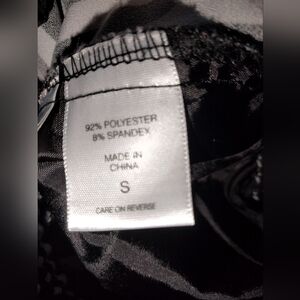 92% POLYESTER
8% SPANDEX
MADE IN
CHINA
S
CARE ON REVERSE